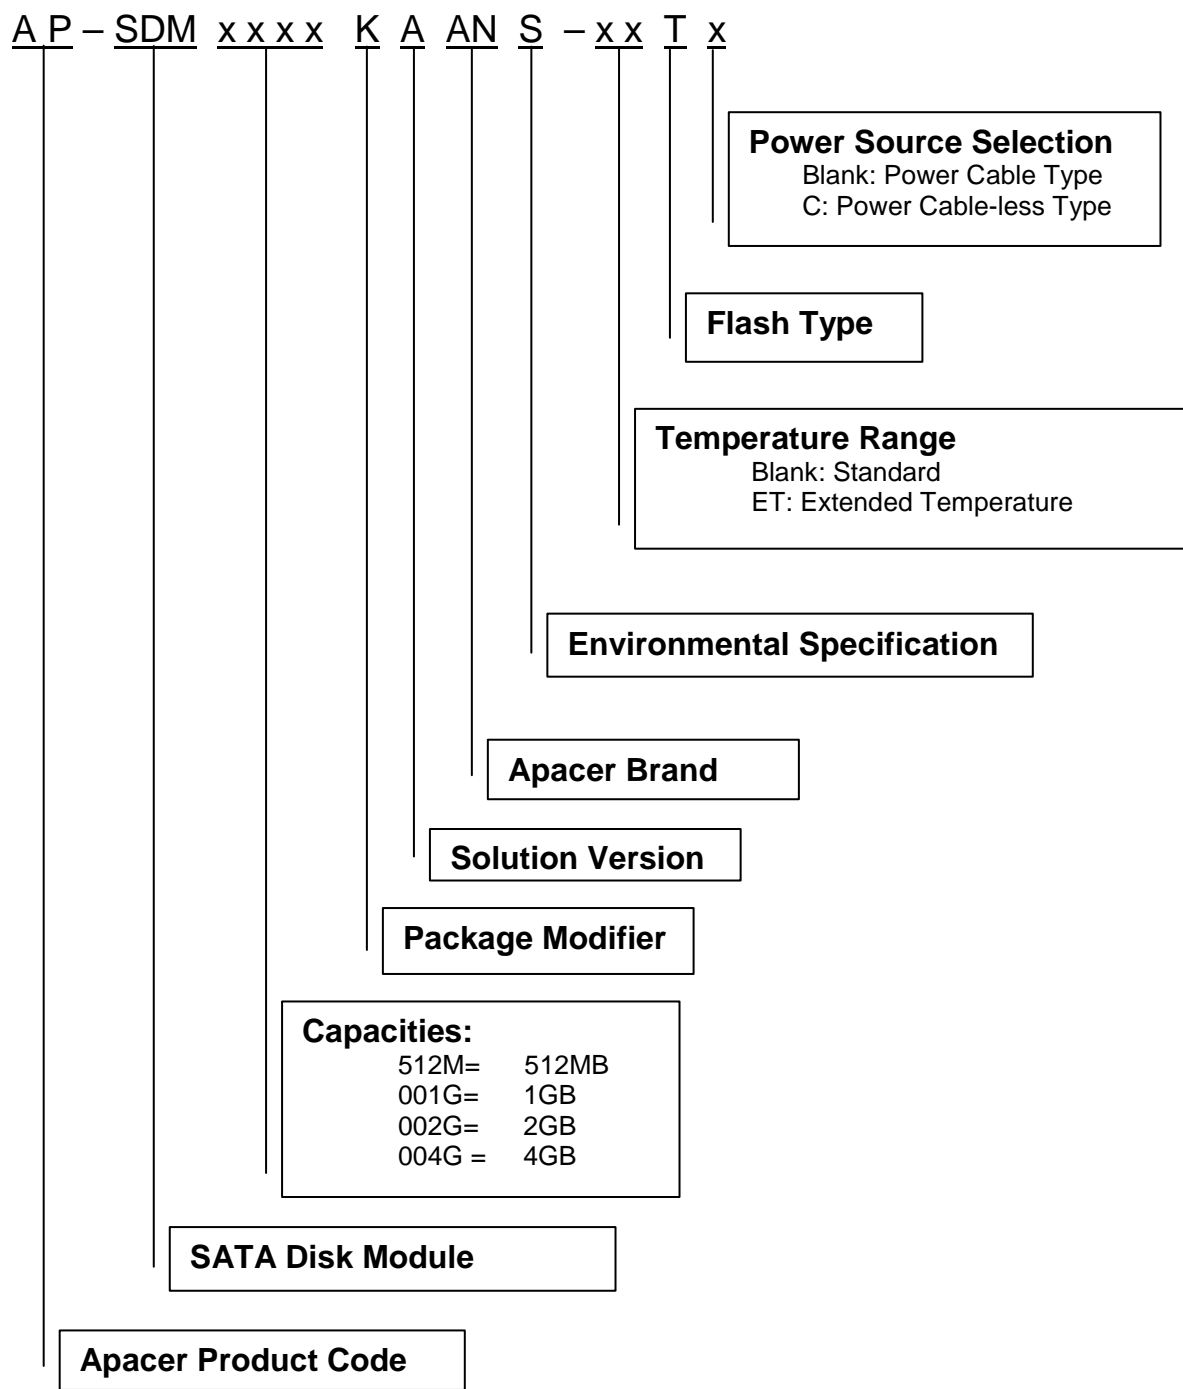 A P – SDM x x x x K A AN S – x x T x
Power Source Selection
Blank: Power Cable Type
C: Power Cable-less Type
Flash Type
Temperature Range
Blank: Standard
ET: Extended Temperature
Environmental Specification
Apacer Brand
Solution Version
Package Modifier
Capacities:
512M= 512MB
001G= 1GB
002G= 2GB
004G = 4GB
SATA Disk Module
Apacer Product Code